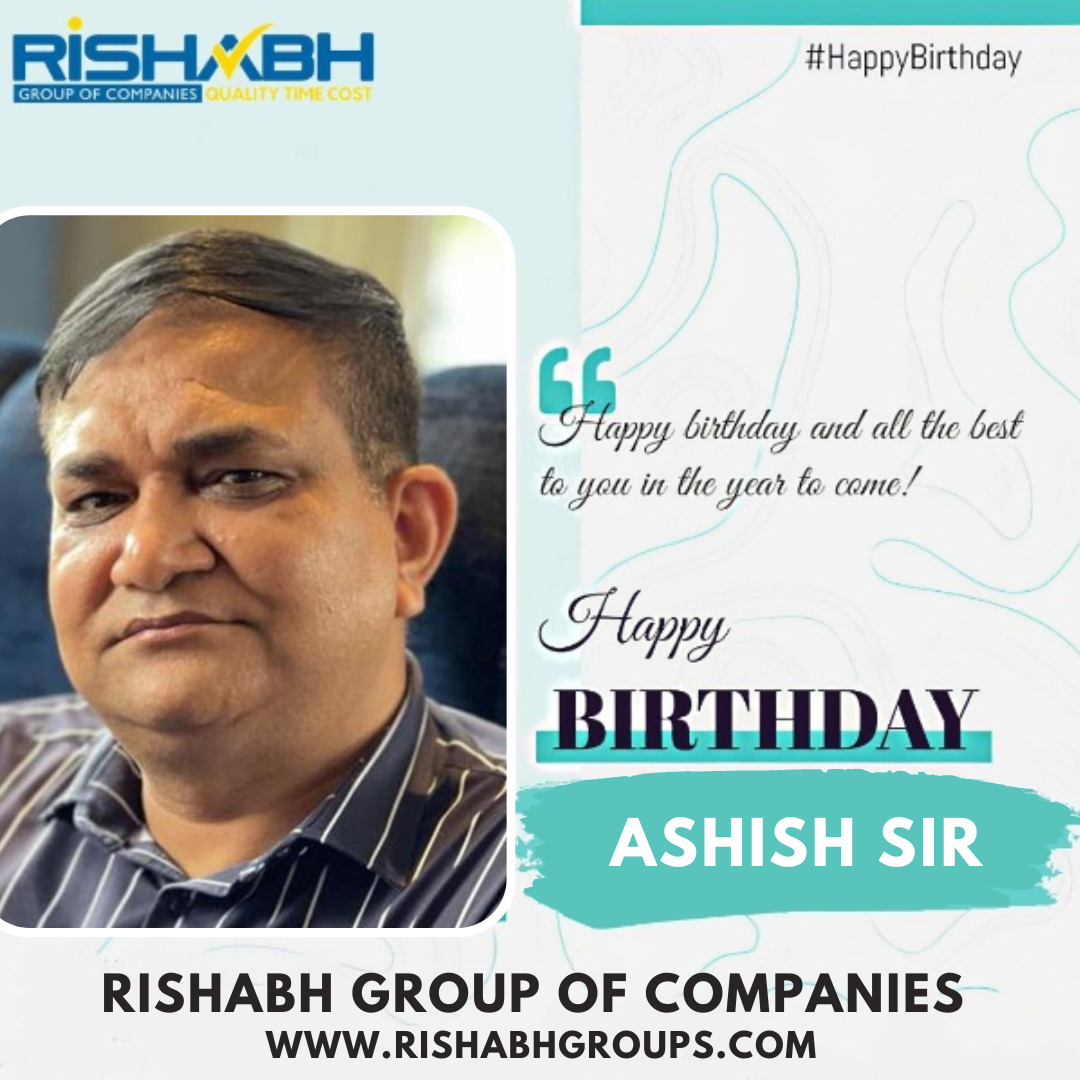 RiSHABH
GROUP OF COMPANIES QUALITY TIME COST
#HappyBirthday
Happy birthday and all the best
to you in the year to come!
Happy
BIRTHDAY
ASHISH SIR
RISHABH GROUP OF COMPANIES
WWW.RISHABHGROUPS.COM